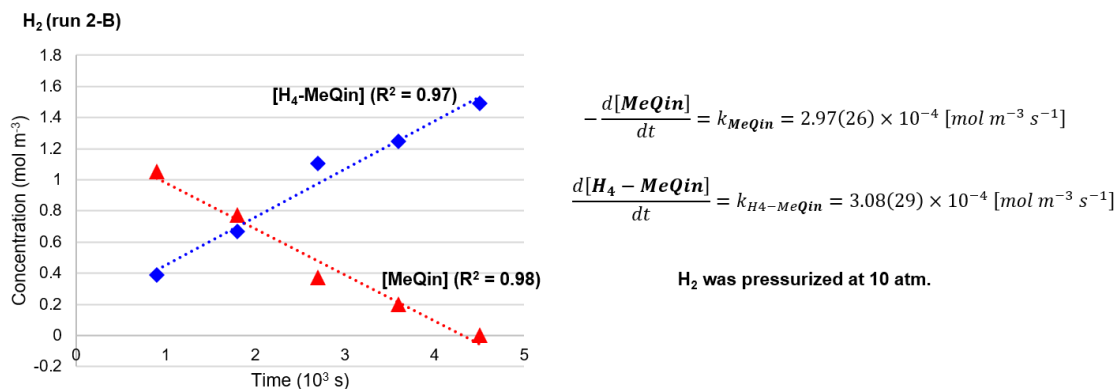 H₂ (run 2-B)
Concentration (mol m⁻³)
1.8
1.6
1.4
1.2
1
0.8
0.6
0.4
0.2
0
-0.2
[H₄-MeQin] (R² = 0.97)
[MeQin] (R² = 0.98)
0 1 2 3 4 5
Time (10³ s)
−d[MeQin]/dt = k_MeQin = 2.97(26) × 10⁻⁴ [mol m⁻³ s⁻¹]
d[H₄ − MeQin]/dt = k_H4−MeQin = 3.08(29) × 10⁻⁴ [mol m⁻³ s⁻¹]
H₂ was pressurized at 10 atm.